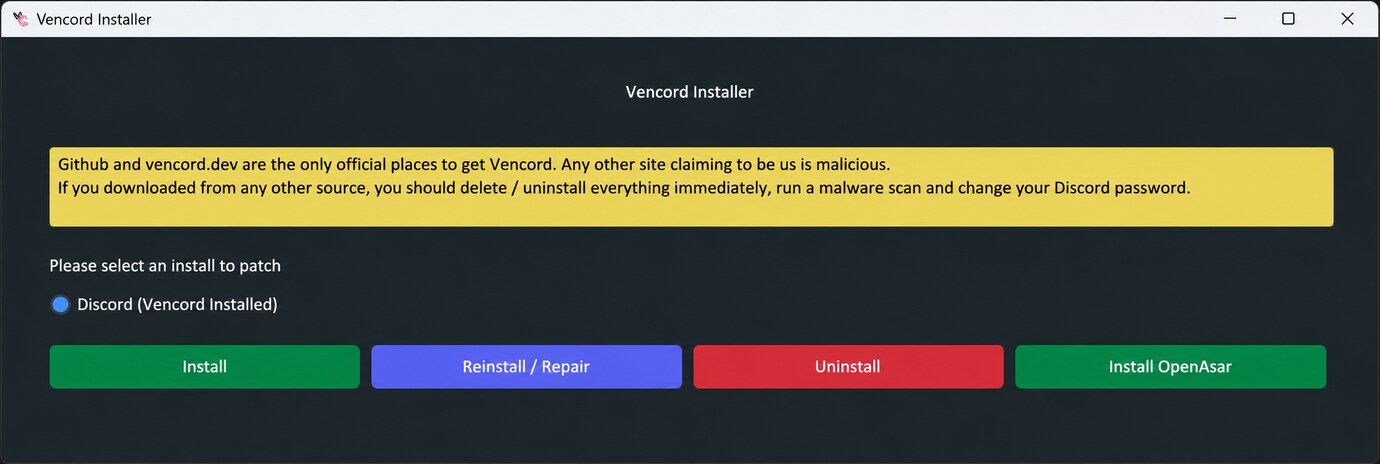 Vencord Installer
Vencord Installer
Github and vencord.dev are the only official places to get Vencord. Any other site claiming to be us is malicious.
If you downloaded from any other source, you should delete / uninstall everything immediately, run a malware scan and change your Discord password.
Please select an install to patch
Discord (Vencord Installed)
Install
Reinstall / Repair
Uninstall
Install OpenAsar